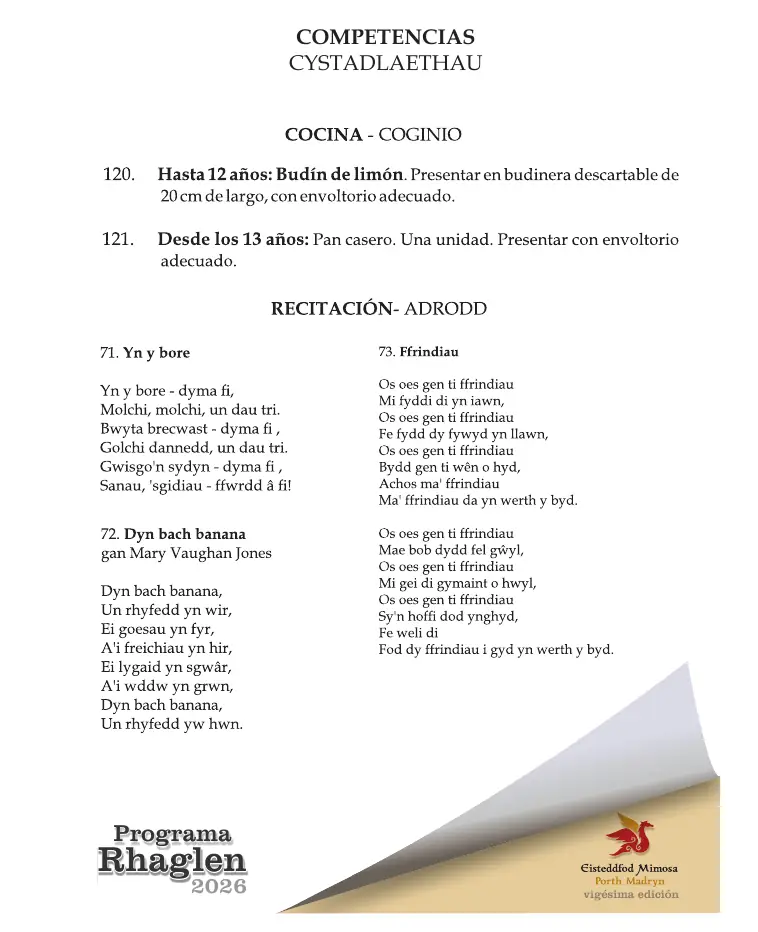 COMPETENCIAS
CYSTADLAETHAU
COCINA - COGINIO
120. Hasta 12 años: Budín de limón. Presentar en budinera descartable de
20 cm de largo, con envoltorio adecuado.
121. Desde los 13 años: Pan casero. Una unidad. Presentar con envoltorio
adecuado.
RECITACIÓN- ADRODD
71. Yn y bore
Yn y bore - dyma fi,
Molchi, molchi, un dau tri.
Bwyta brecwast - dyma fi ,
Golchi dannedd, un dau tri.
Gwisgo'n sydyn - dyma fi ,
Sanau, 'sgidiau - ffwrdd â fi!
72. Dyn bach banana
gan Mary Vaughan Jones
Dyn bach banana,
Un rhyfedd yn wir,
Ei goesau yn fyr,
A'i freichiau yn hir,
Ei lygaid yn sgwâr,
A'i wddw yn grwn,
Dyn bach banana,
Un rhyfedd yw hwn.
73. Ffrindiau
Os oes gen ti ffrindiau
Mi fyddi di yn iawn,
Os oes gen ti ffrindiau
Fe fydd dy fywyd yn llawn,
Os oes gen ti ffrindiau
Bydd gen ti wên o hyd,
Achos ma' ffrindiau
Ma' ffrindiau da yn werth y byd.
Os oes gen ti ffrindiau
Mae bob dydd fel gŵyl,
Os oes gen ti ffrindiau
Mi gei di gymaint o hwyl,
Os oes gen ti ffrindiau
Sy'n hoffi dod ynghyd,
Fe weli di
Fod dy ffrindiau i gyd yn werth y byd.
Programa
Rhaglen
2026
Eisteddfod Mimosa
Porth Madryn
vigésima edición